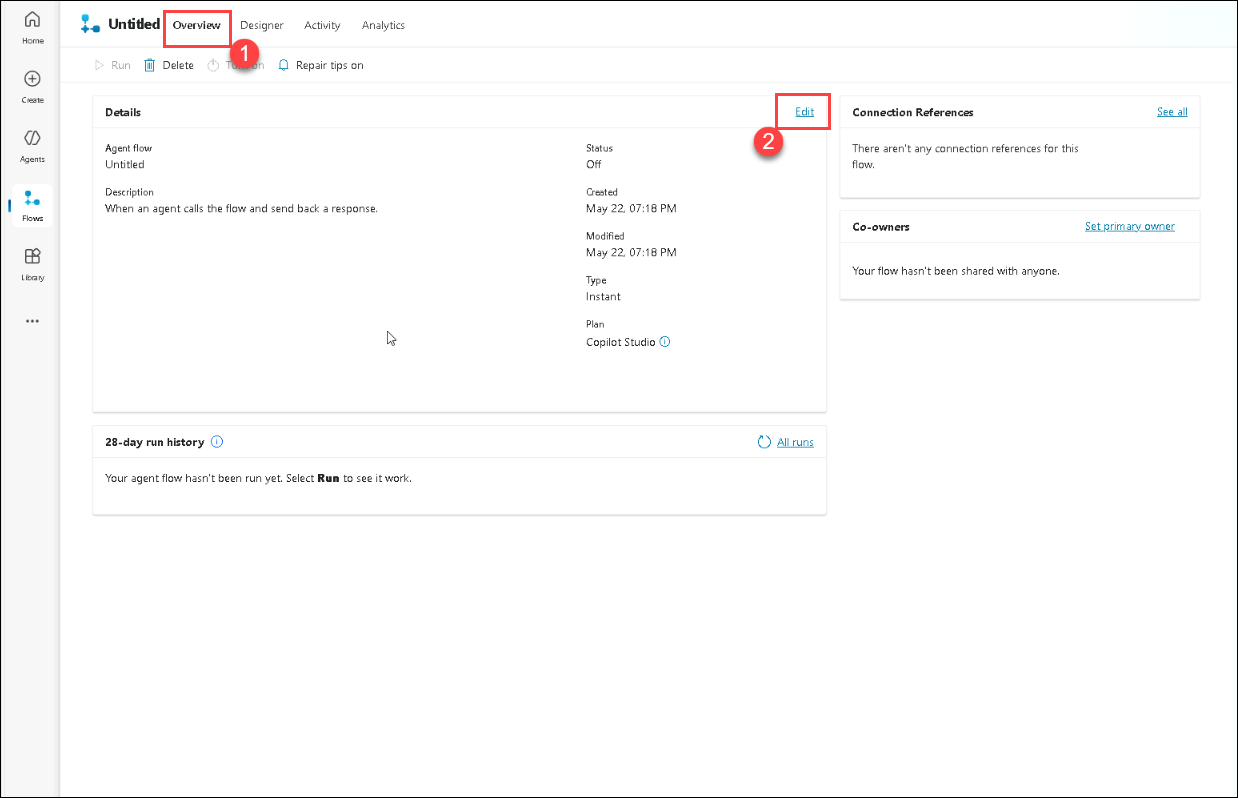 Home
Create
Agents
Flows
Library
Untitled Overview Designer Activity Analytics
1
Run Delete Repair tips on
Details Edit
2
Agent flow
Untitled
Description
When an agent calls the flow and send back a response.
Status
Off
Created
May 22, 07:18 PM
Modified
May 22, 07:18 PM
Type
Instant
Plan
Copilot Studio
28-day run history All runs
Your agent flow hasn't been run yet. Select Run to see it work.
Connection References See all
There aren't any connection references for this
flow.
Co-owners Set primary owner
Your flow hasn't been shared with anyone.